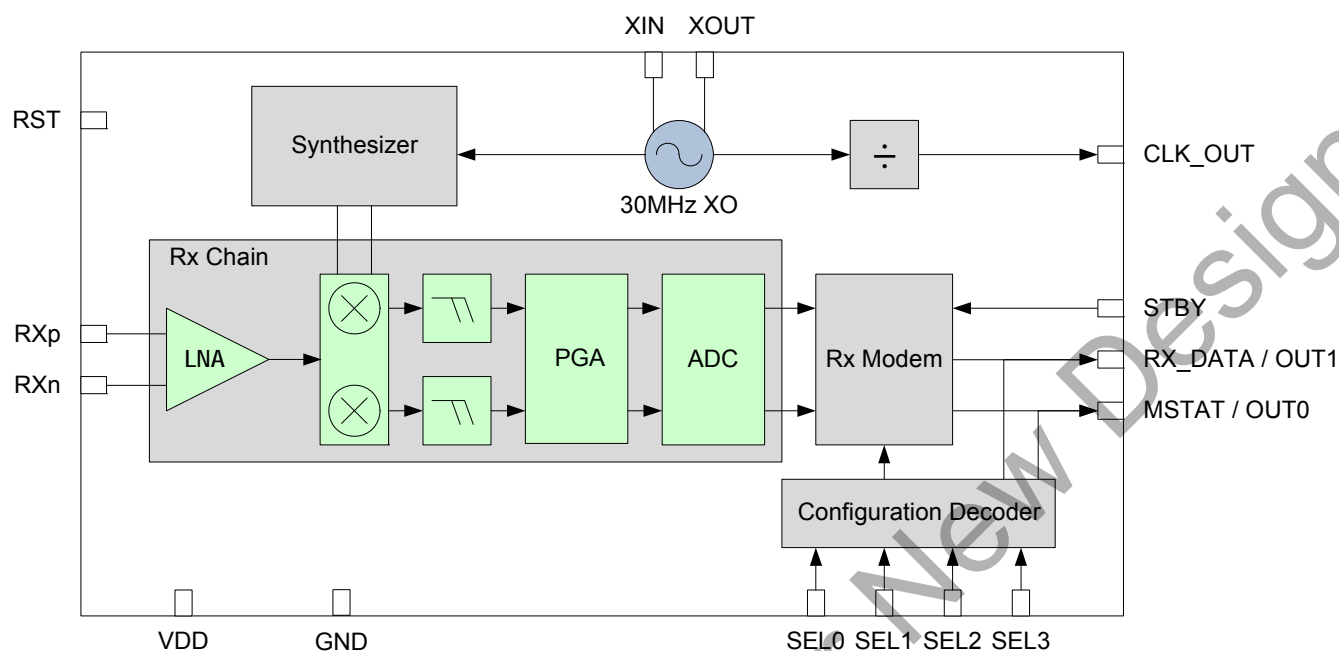 XIN XOUT
RST
Synthesizer
÷
CLK_OUT
30MHz XO
Rx Chain
RXp
LNA
PGA
ADC
Rx Modem
STBY
RX_DATA / OUT1
RXn
MSTAT / OUT0
Configuration Decoder
VDD
GND
SEL0 SEL1 SEL2 SEL3
New Design